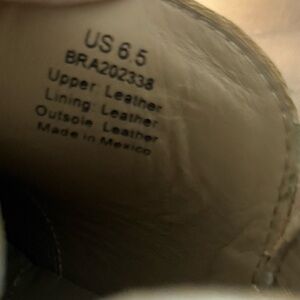 US 6.5
BRA202338
Upper Leather
Lining: Leather
Outsole Leather
Made in Mexico